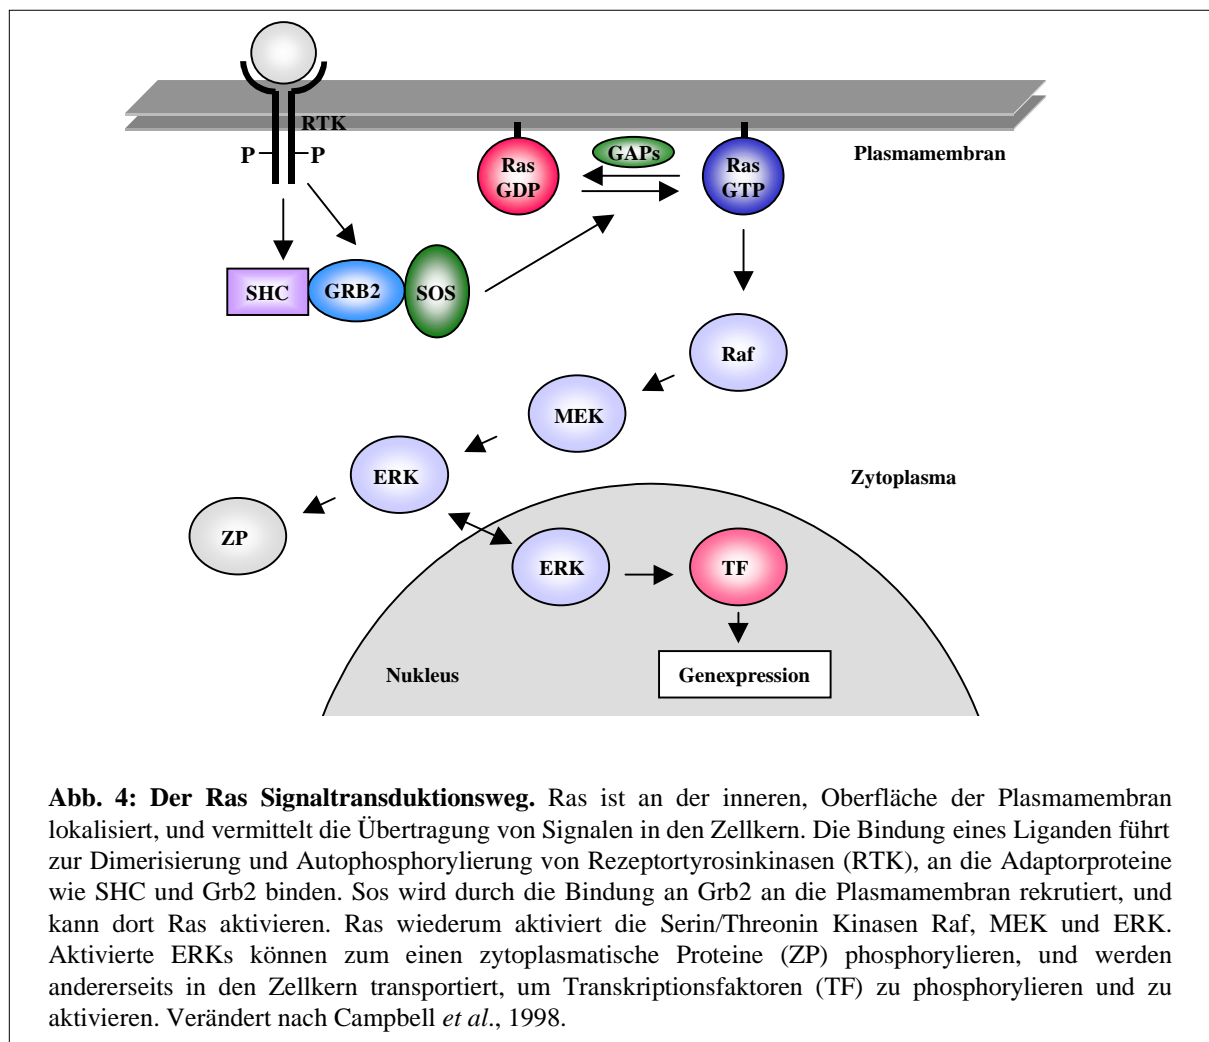 RTK
P
P
GAPs
Plasmamembran
Ras
GDP
Ras
GTP
SHC
GRB2
SOS
Raf
MEK
ERK
Zytoplasma
ZP
ERK
TF
Nukleus
Genexpression
Abb. 4: Der Ras Signaltransduktionsweg. Ras ist an der inneren, Oberfläche der Plasmamembran
lokalisiert, und vermittelt die Übertragung von Signalen in den Zellkern. Die Bindung eines Liganden führt
zur Dimerisierung und Autophosphorylierung von Rezeptortyrosinkinasen (RTK), an die Adaptorproteine
wie SHC und Grb2 binden. Sos wird durch die Bindung an Grb2 an die Plasmamembran rekrutiert, und
kann dort Ras aktivieren. Ras wiederum aktiviert die Serin/Threonin Kinasen Raf, MEK und ERK.
Aktivierte ERKs können zum einen zytoplasmatische Proteine (ZP) phosphorylieren, und werden
andererseits in den Zellkern transportiert, um Transkriptionsfaktoren (TF) zu phosphorylieren und zu
aktivieren. Verändert nach Campbell et al., 1998.